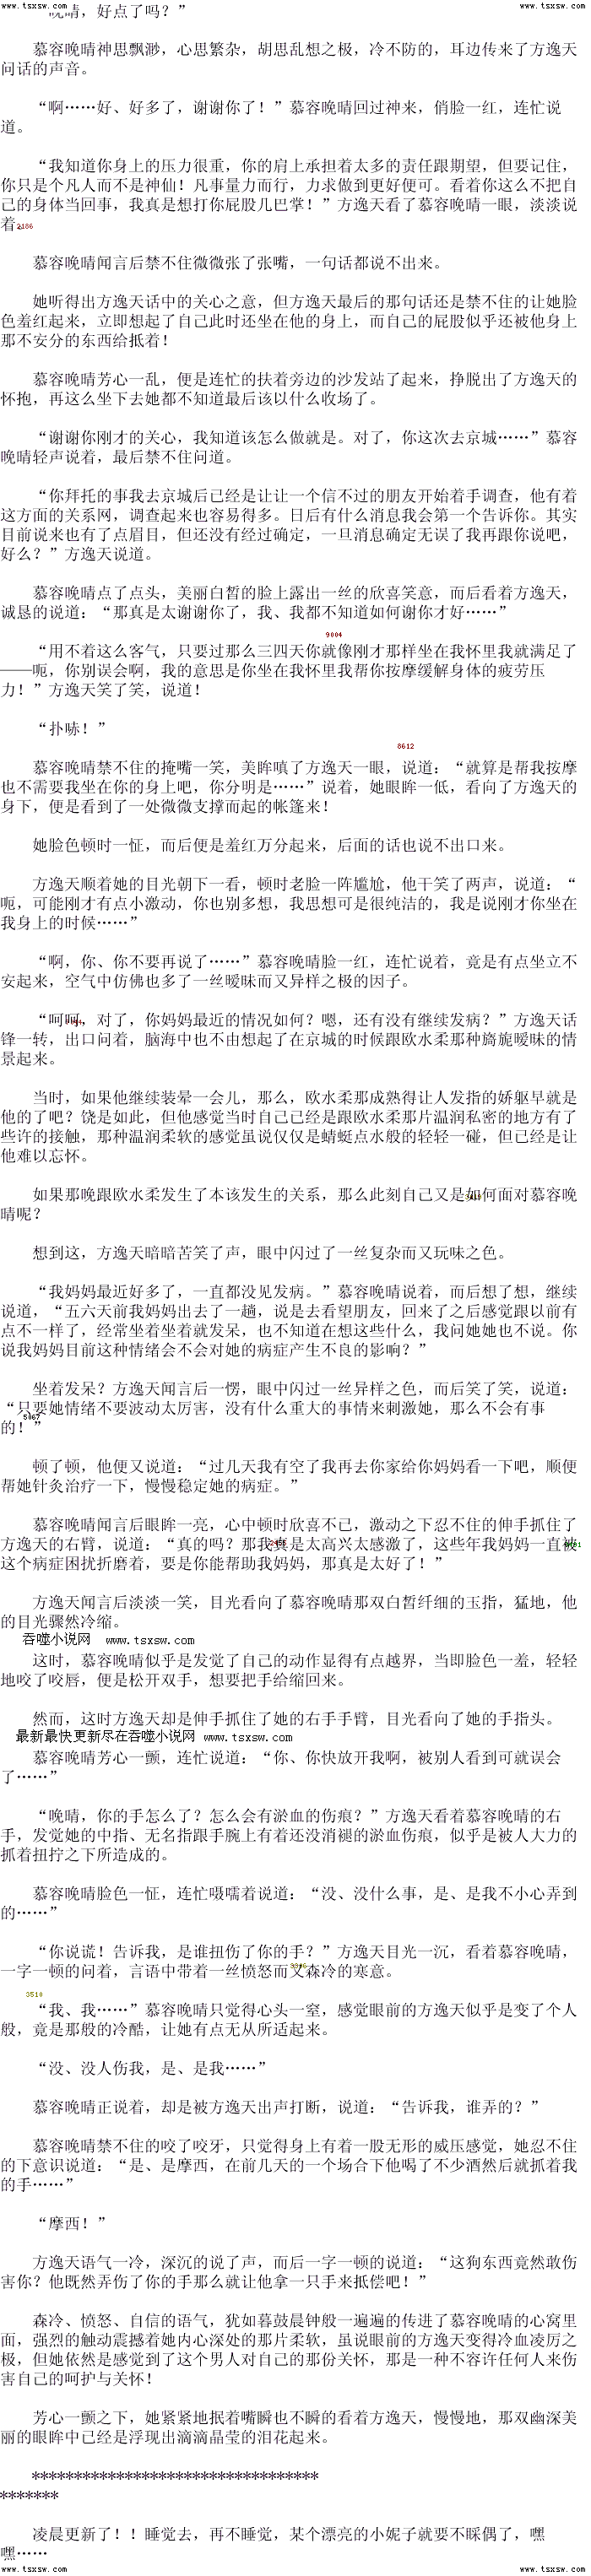 www.tsxsw.com www.tsxsw.com
晚晴，好点了吗？”
慕容晚晴神思飘渺，心思繁杂，胡思乱想之极，冷不防的，耳边传来了方逸天
问话的声音。
“啊……好、好多了，谢谢你了！”慕容晚晴回过神来，俏脸一红，连忙说
道。
“我知道你身上的压力很重，你的肩上承担着太多的责任跟期望，但要记住，
你只是个凡人而不是神仙！凡事量力而行，力求做到更好便可。看着你这么不把自
己的身体当回事，我真是想打你屁股几巴掌！”方逸天看了慕容晚晴一眼，淡淡说
着。2186
慕容晚晴闻言后禁不住微微张了张嘴，一句话都说不出来。
她听得出方逸天话中的关心之意，但方逸天最后的那句话还是禁不住的让她脸
色羞红起来，立即想起了自己此时还坐在他的身上，而自己的屁股似乎还被他身上
那不安分的东西给抵着！
慕容晚晴芳心一乱，便是连忙的扶着旁边的沙发站了起来，挣脱出了方逸天的
怀抱，再这么坐下去她都不知道最后该以什么收场了。
“谢谢你刚才的关心，我知道该怎么做就是。对了，你这次去京城……”慕容
晚晴轻声说着，最后禁不住问道。
“你拜托的事我去京城后己经是让让一个信不过的朋友开始着手调查，他有着
这方面的关系网，调查起来也容易得多。日后有什么消息我会第一个告诉你。其实
目前说来也有了点眉目，但还没有经过确定，一旦消息确定无误了我再跟你说吧，
好么？”方逸天说道。
慕容晚晴点了点头，美丽白皙的脸上露出一丝的欣喜笑意，而后看着方逸天，
诚恳的说道：“那真是太谢谢你了，我、我都不知道如何谢你才好……”
9004
“用不着这么客气，只要过那么三四天你就像刚才那样坐在我怀里我就满足了
——呃，你别误会啊，我的意思是你坐在我怀里我帮你按摩缓解身体的疲劳压
力！”方逸天笑了笑，说道！
“扑哧！”
8612
慕容晚晴禁不住的掩嘴一笑，美眸嗔了方逸天一眼，说道：“就算是帮我按摩
也不需要我坐在你的身上吧，你分明是……”说着，她眼眸一低，看向了方逸天的
身下，便是看到了一处微微支撑而起的帐篷来！
她脸色顿时一怔，而后便是羞红万分起来，后面的话也说不出口来。
方逸天顺着她的目光朝下一看，顿时老脸一阵尴尬，他干笑了两声，说道：“
呃，可能刚才有点小激动，你也别多想，我思想可是很纯洁的，我是说刚才你坐在
我身上的时候……”
“啊，你、你不要再说了……”慕容晚晴脸一红，连忙说着，竟是有点坐立不
安起来，空气中仿佛也多了一丝暧昧而又异样之极的因子。
“呵呵，对了，你妈妈最近的情况如何？嗯，还有没有继续发病？”方逸天话
锋一转，出口问着，脑海中也不由想起了在京城的时候跟欧水柔那种旖旎暧昧的情
景起来。
当时，如果他继续装晕一会儿，那么，欧水柔那成熟得让人发指的娇躯早就是
他的了吧？饶是如此，但他感觉当时自己己经是跟欧水柔那片温润私密的地方有了
些许的接触，那种温润柔软的感觉虽说仅仅是蜻蜓点水般的轻轻一碰，但已经是让
他难以忘怀。
如果那晚跟欧水柔发生了本该发生的关系，那么此刻自己又是如何面对慕容晚
晴呢？
想到这，方逸天暗暗苦笑了声，眼中闪过了一丝复杂而又玩味之色。
“我妈妈最近好多了，一直都没见发病。”慕容晚晴说着，而后想了想，继续
说道，“五六天前我妈妈出去了一趟，说是去看望朋友，回来了之后感觉跟以前有
点不一样了，经常坐着坐着就发呆，也不知道在想这些什么，我问她她也不说。你
说我妈妈目前这种情绪会不会对她的病症产生不良的影响？”
坐着发呆？方逸天闻言后一愣，眼中闪过一丝异样之色，而后笑了笑，说道：
“只要她情绪不要波动太厉害，没有什么重大的事情来刺激她，那么不会有事
的！”
顿了顿，他便又说道：“过几天我有空了我再去你家给你妈妈看一下吧，顺便
帮她针灸治疗一下，慢慢稳定她的病症。”
慕容晚晴闻言后眼眸一亮，心中顿时欣喜不已，激动之下忍不住的伸手抓住了
方逸天的右臂，说道：“真的吗？那我真是太高兴太感激了，这些年我妈妈一直被
这个病症困扰折磨着，要是你能帮助我妈妈，那真是太好了！”
方逸天闻言后淡淡一笑，目光看向了慕容晚晴那双白皙纤细的玉指，猛地，他
的目光骤然冷缩。
吞噬小说网 www.tsxsw.com
这时，慕容晚晴似乎是发觉了自己的动作显得有点越界，当即脸色一羞，轻轻
地咬了咬唇，便是松开双手，想要把手给缩回来。
然而，这时方逸天却是伸手抓住了她的右手手臂，目光看向了她的手指头。
最新最快更新尽在吞噬小说网 www.tsxsw.com
慕容晚晴芳心一颤，连忙说道：“你、你快放开我啊，被别人看到可就误会
了……”
“晚晴，你的手怎么了？怎么会有淤血的伤痕？”方逸天看着慕容晚晴的右
手，发觉她的中指、无名指跟手腕上有着还没消褪的淤血伤痕，似乎是被人大力的
抓着扭拧之下所造成的。
慕容晚晴脸色一怔，连忙嗫嚅着说道：“没、没什么事，是、是我不小心弄到
的……”
“你说谎！告诉我，是谁扭伤了你的手？”方逸天目光一沉，看着慕容晚晴，
一字一顿的问着，言语中带着一丝愤怒而又森冷的寒意。
3510
“我、我……”慕容晚晴只觉得心头一窒，感觉眼前的方逸天似乎是变了个人
般，竟是那般的冷酷，让她有点无从所适起来。
“没、没人伤我，是、是我……”
慕容晚晴正说着，却是被方逸天出声打断，说道：“告诉我，谁弄的？”
慕容晚晴禁不住的咬了咬牙，只觉得身上有着一股无形的威压感觉，她忍不住
的下意识说道：“是、是摩西，在前几天的一个场合下他喝了不少酒然后就抓着我
的手……”
“摩西！”
方逸天语气一冷，深沉的说了声，而后一字一顿的说道：“这狗东西竟然敢伤
害你？他既然弄伤了你的手那么就让他拿一只手来抵偿吧！”
森冷、愤怒、自信的语气，犹如暮鼓晨钟般一遍遍的传进了慕容晚晴的心窝里
面，强烈的触动震撼着她内心深处的那片柔软，虽说眼前的方逸天变得冷血凌厉之
极，但她依然是感觉到了这个男人对自己的那份关怀，那是一种不容许任何人来伤
害自己的呵护与关怀！
芳心一颤之下，她紧紧地抿着嘴瞬也不瞬的看着方逸天，慢慢地，那双幽深美
丽的眼眸中已经是浮现出滴滴晶莹的泪花起来。
**********************************
*******
凌晨更新了！！睡觉去，再不睡觉，某个漂亮的小妮子就要不睬偶了，嘿
嘿……
www.tsxsw.com www.tsxsw.com